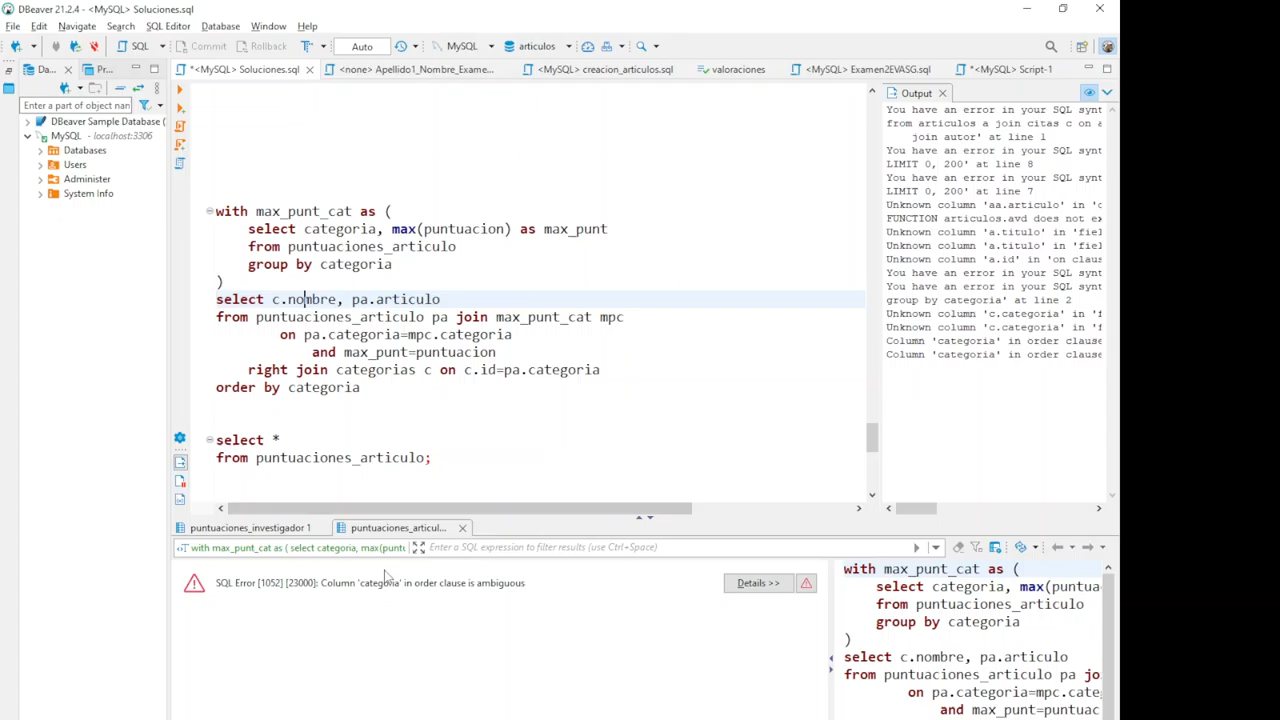 DBeaver 21.2.4 - <MySQL> Soluciones.sql
File Edit Navigate Search SQL Editor Database Window Help
SQL Commit Rollback Auto MySQL articulos
Da... Pr... *<MySQL> Soluciones.sql <none> Apellido1_Nombre_Exame... *<MySQL> creacion_articulos.sql valoraciones <MySQL> Examen2EVASG.sql *<MySQL> Script-1
Enter a part of object nan
DBeaver Sample Database (
MySQL - localhost:3306
Databases
Users
Administer
System Info
with max_punt_cat as (
select categoria, max(puntuacion) as max_punt
from puntuaciones_articulo
group by categoria
)
select c.nombre, pa.articulo
from puntuaciones_articulo pa join max_punt_cat mpc
on pa.categoria=mpc.categoria
and max_punt=puntuacion
right join categorias c on c.id=pa.categoria
order by categoria
select *
from puntuaciones_articulo;
Output
You have an error in your SQL synt
from articulos a join citas c on a
join autor' at line 1
You have an error in your SQL synt
LIMIT 0, 200' at line 8
You have an error in your SQL synt
LIMIT 0, 200' at line 7
Unknown column 'aa.articulo' in 'o
FUNCTION articulos.avd does not ex
Unknown column 'a.titulo' in 'fiel
Unknown column 'a.titulo' in 'fiel
Unknown column 'a.id' in 'on claus
You have an error in your SQL synt
You have an error in your SQL synt
group by categoria' at line 2
Unknown column 'c.categoria' in 'f
Unknown column 'c.categoria' in 'f
Column 'categoria' in order clause
Column 'categoria' in order clause
puntuaciones_investigador 1 puntuaciones_articul...
with max_punt_cat as ( select categoria, max(puntu Enter a SQL expression to filter results (use Ctrl+Space)
SQL Error [1052] [23000]: Column 'categoria' in order clause is ambiguous
Details >>
with max_punt_cat as (
select categoria, max(puntua
from puntuaciones_articulo
group by categoria
)
select c.nombre, pa.articulo
from puntuaciones_articulo pa jo
on pa.categoria=mpc.cate
and max_punt=puntuac